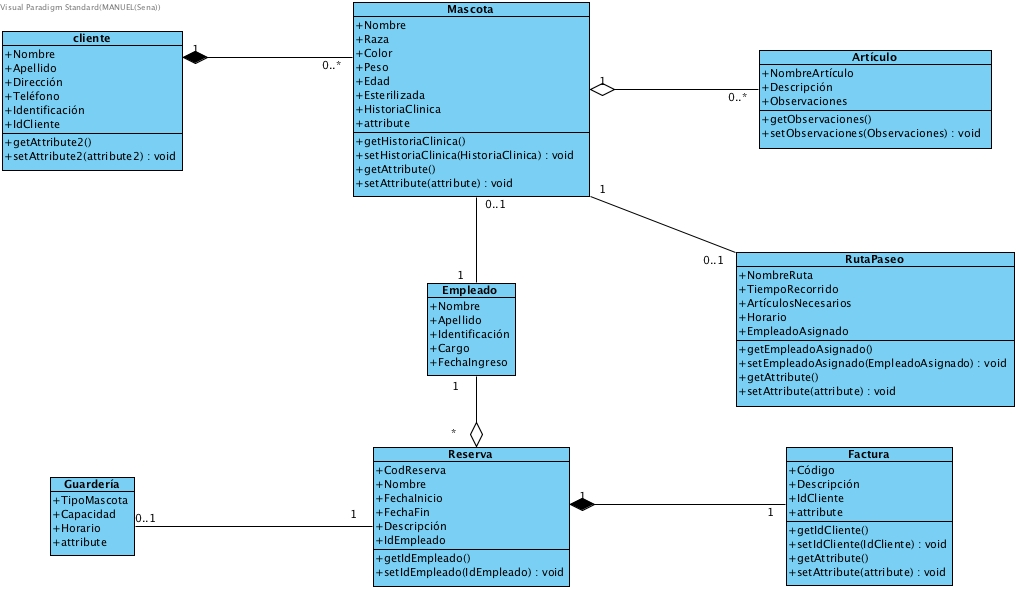 Visual Paradigm Standard(MANUEL(Sena))
cliente
+Nombre
+Apellido
+Dirección
+Teléfono
+Identificación
+IdCliente
+getAttribute2()
+setAttribute2(attribute2) : void
1
0..*
Mascota
+Nombre
+Raza
+Color
+Peso
+Edad
+Esterilizada
+HistoriaClinica
+attribute
+getHistoriaClinica()
+setHistoriaClinica(HistoriaClinica) : void
+getAttribute()
+setAttribute(attribute) : void
1
0..*
Artículo
+NombreArtículo
+Descripción
+Observaciones
+getObservaciones()
+setObservaciones(Observaciones) : void
1
0..1
RutaPaseo
+NombreRuta
+TiempoRecorrido
+ArtículosNecesarios
+Horario
+EmpleadoAsignado
+getEmpleadoAsignado()
+setEmpleadoAsignado(EmpleadoAsignado) : void
+getAttribute()
+setAttribute(attribute) : void
0..1
1
Empleado
+Nombre
+Apellido
+Identificación
+Cargo
+FechaIngreso
1
*
Guardería
+TipoMascota
+Capacidad
+Horario
+attribute
0..1
1
Reserva
+CodReserva
+Nombre
+FechaInicio
+FechaFin
+Descripción
+IdEmpleado
+getIdEmpleado()
+setIdEmpleado(IdEmpleado) : void
1
1
Factura
+Código
+Descripción
+IdCliente
+attribute
+getIdCliente()
+setIdCliente(IdCliente) : void
+getAttribute()
+setAttribute(attribute) : void